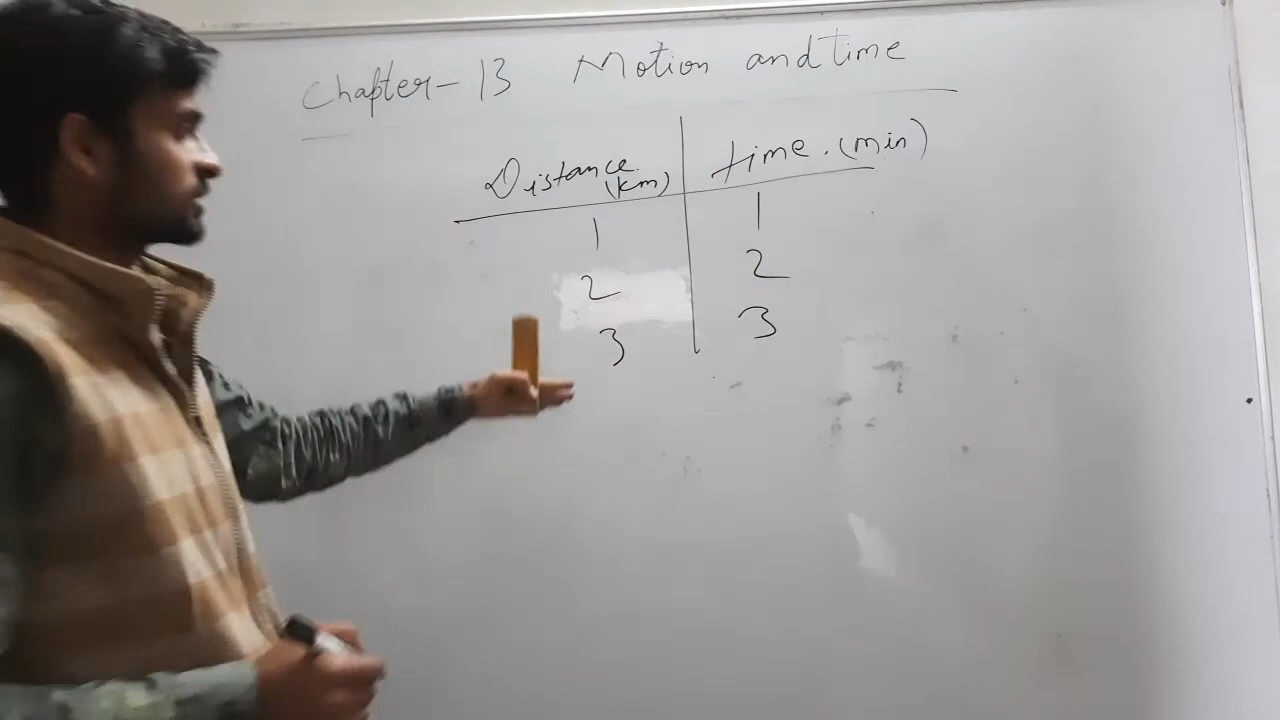 Chapter-13 Motion and time
Distance (km) time. (min)
1 1
2 2
3 3